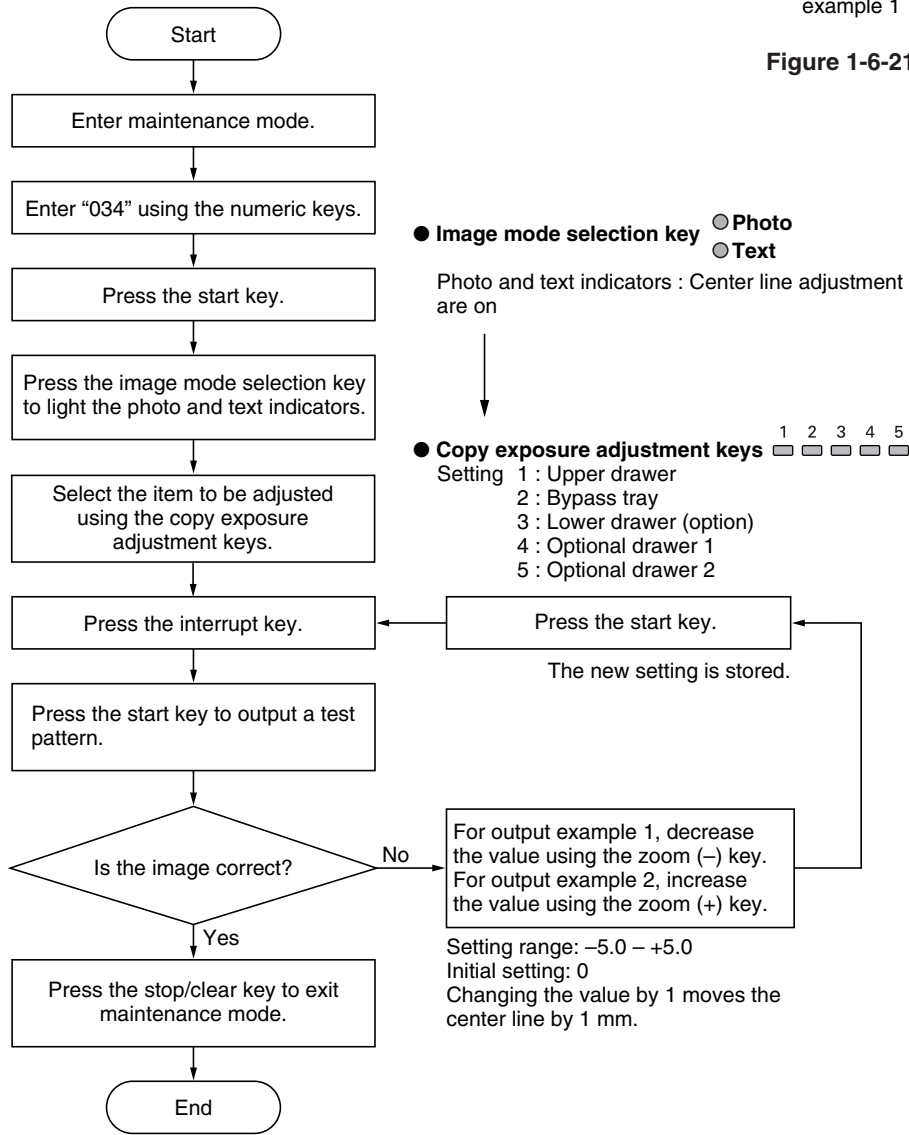 example 1
Figure 1-6-21
Start
Enter maintenance mode.
Enter “034” using the numeric keys.
Press the start key.
Press the image mode selection key
to light the photo and text indicators.
Select the item to be adjusted
using the copy exposure
adjustment keys.
Press the interrupt key.
Press the start key to output a test
pattern.
Is the image correct?
No
Yes
Press the stop/clear key to exit
maintenance mode.
End
● Image mode selection key
Photo
Text
Photo and text indicators : Center line adjustment
are on
● Copy exposure adjustment keys
1 2 3 4 5
Setting 1 : Upper drawer
2 : Bypass tray
3 : Lower drawer (option)
4 : Optional drawer 1
5 : Optional drawer 2
Press the start key.
The new setting is stored.
For output example 1, decrease
the value using the zoom (–) key.
For output example 2, increase
the value using the zoom (+) key.
Setting range: –5.0 – +5.0
Initial setting: 0
Changing the value by 1 moves the
center line by 1 mm.